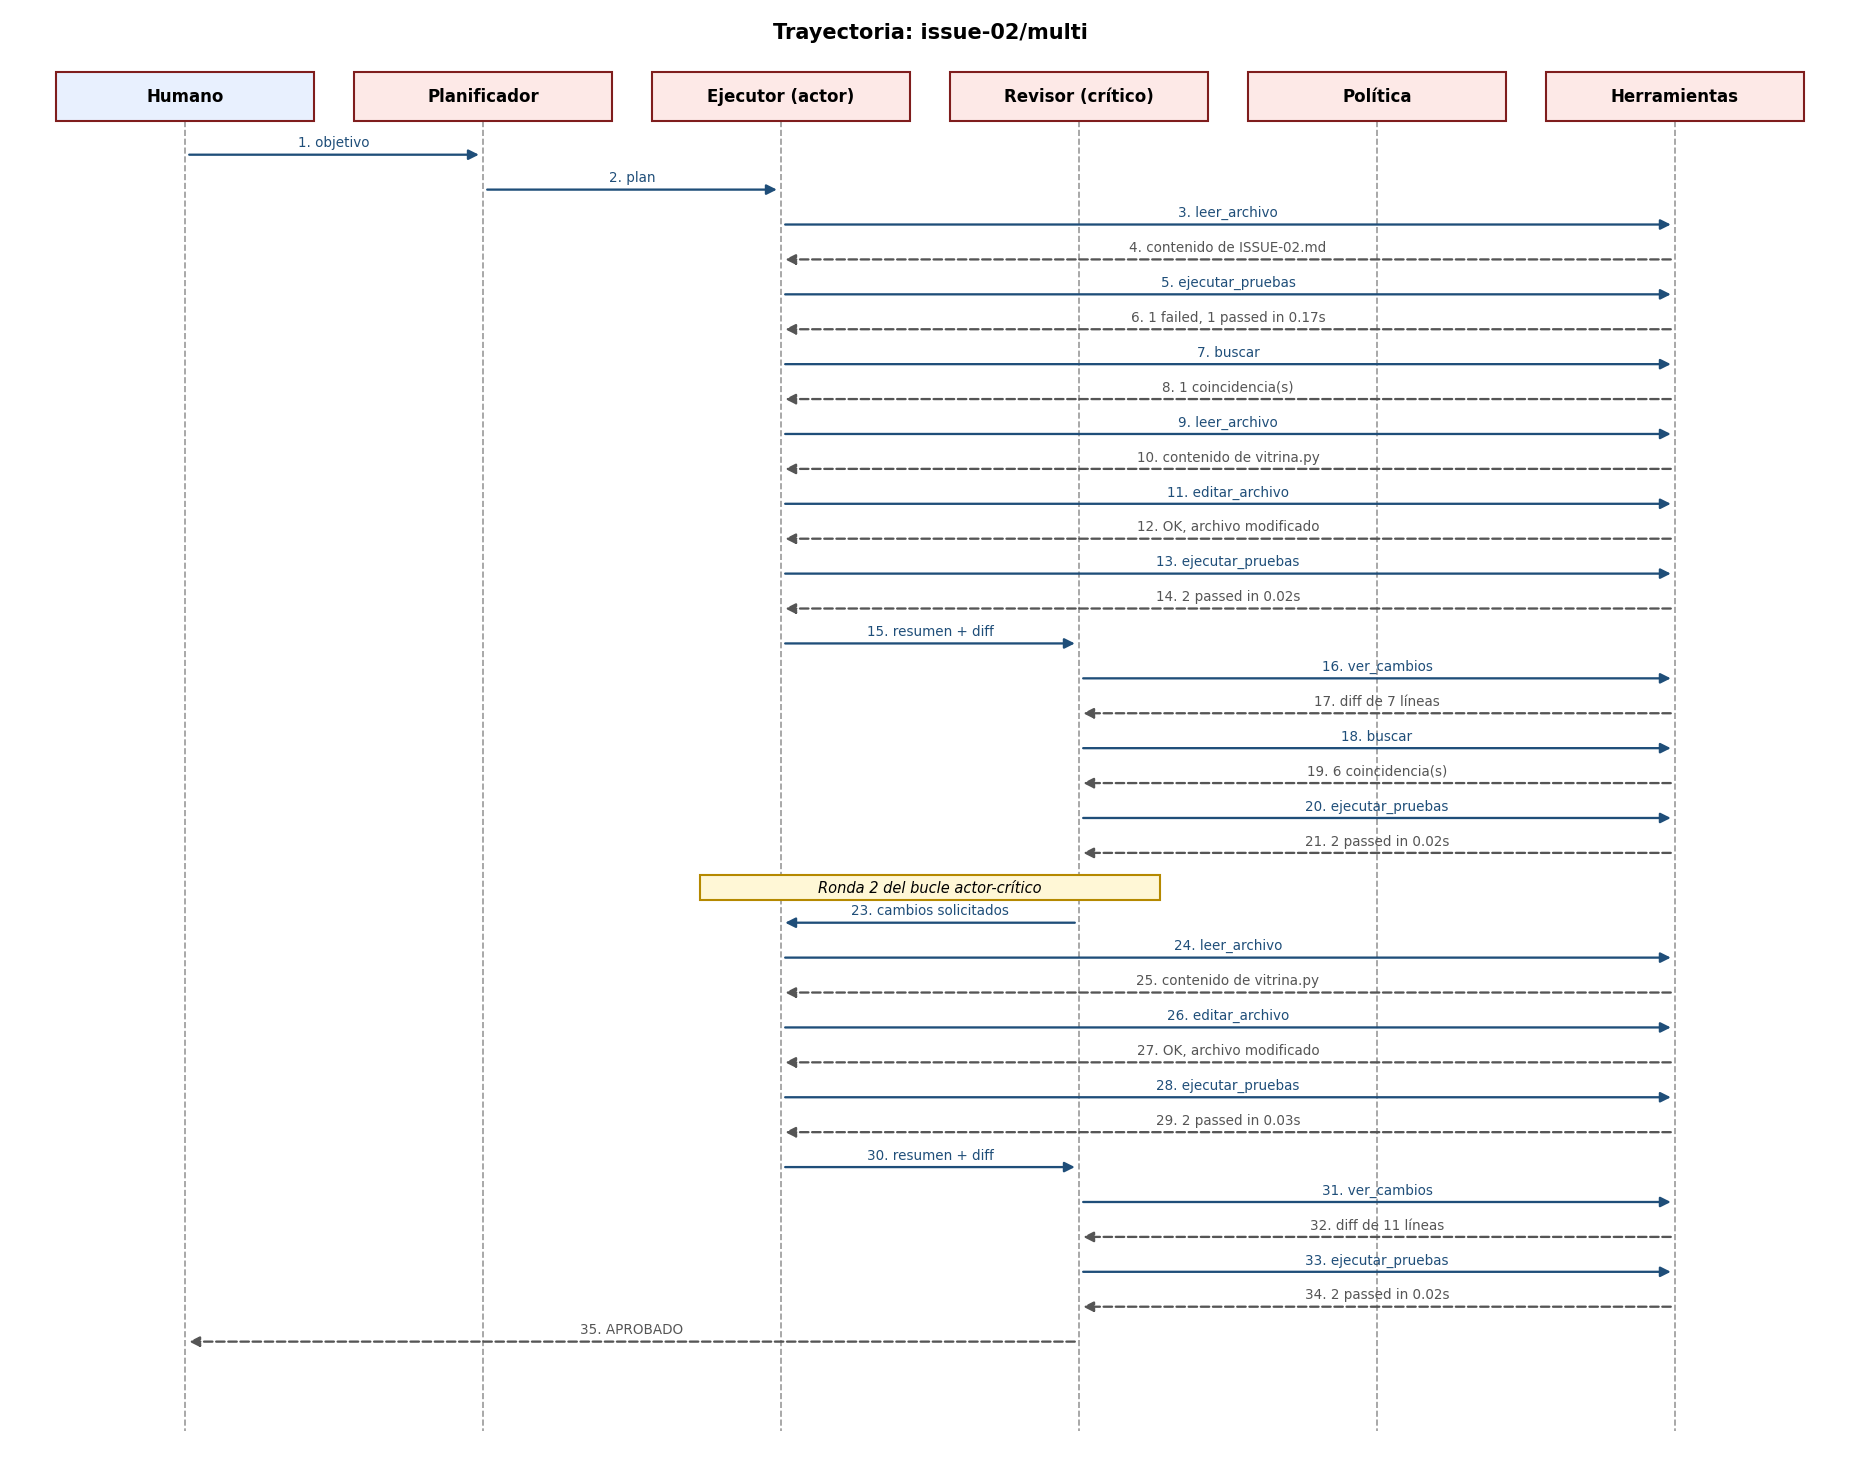 Trayectoria: issue-02/multi
Humano
Planificador
Ejecutor (actor)
Revisor (crítico)
Política
Herramientas
1. objetivo
2. plan
3. leer_archivo
4. contenido de ISSUE-02.md
5. ejecutar_pruebas
6. 1 failed, 1 passed in 0.17s
7. buscar
8. 1 coincidencia(s)
9. leer_archivo
10. contenido de vitrina.py
11. editar_archivo
12. OK, archivo modificado
13. ejecutar_pruebas
14. 2 passed in 0.02s
15. resumen + diff
16. ver_cambios
17. diff de 7 líneas
18. buscar
19. 6 coincidencia(s)
20. ejecutar_pruebas
21. 2 passed in 0.02s
Ronda 2 del bucle actor-crítico
23. cambios solicitados
24. leer_archivo
25. contenido de vitrina.py
26. editar_archivo
27. OK, archivo modificado
28. ejecutar_pruebas
29. 2 passed in 0.03s
30. resumen + diff
31. ver_cambios
32. diff de 11 líneas
33. ejecutar_pruebas
34. 2 passed in 0.02s
35. APROBADO